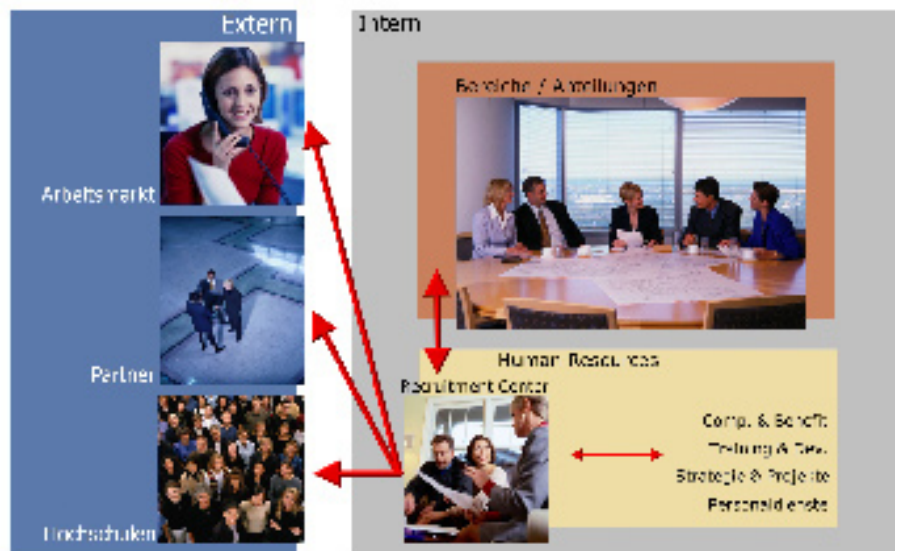 Extern
Arbeitsmarkt
Partner
Hochschulen
Intern
Bereiche / Abteilungen
Human Resources
Recruitment Center
Comp. & Benefit
Training & Dev.
Strategie & Projekte
Personaldienste